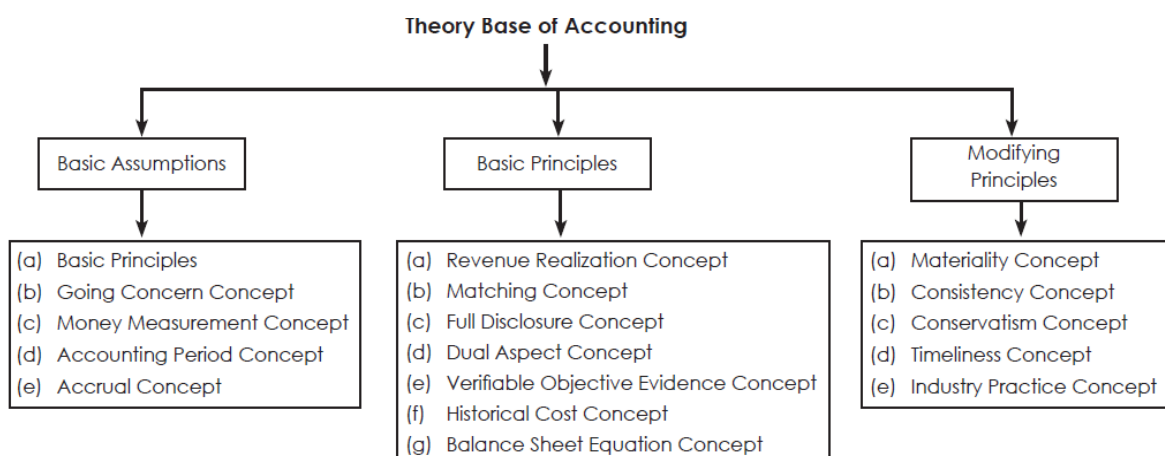 Theory Base of Accounting
Basic Assumptions
Basic Principles
Modifying
Principles
(a) Basic Principles
(b) Going Concern Concept
(c) Money Measurement Concept
(d) Accounting Period Concept
(e) Accrual Concept
(a) Revenue Realization Concept
(b) Matching Concept
(c) Full Disclosure Concept
(d) Dual Aspect Concept
(e) Verifiable Objective Evidence Concept
(f) Historical Cost Concept
(g) Balance Sheet Equation Concept
(a) Materiality Concept
(b) Consistency Concept
(c) Conservatism Concept
(d) Timeliness Concept
(e) Industry Practice Concept